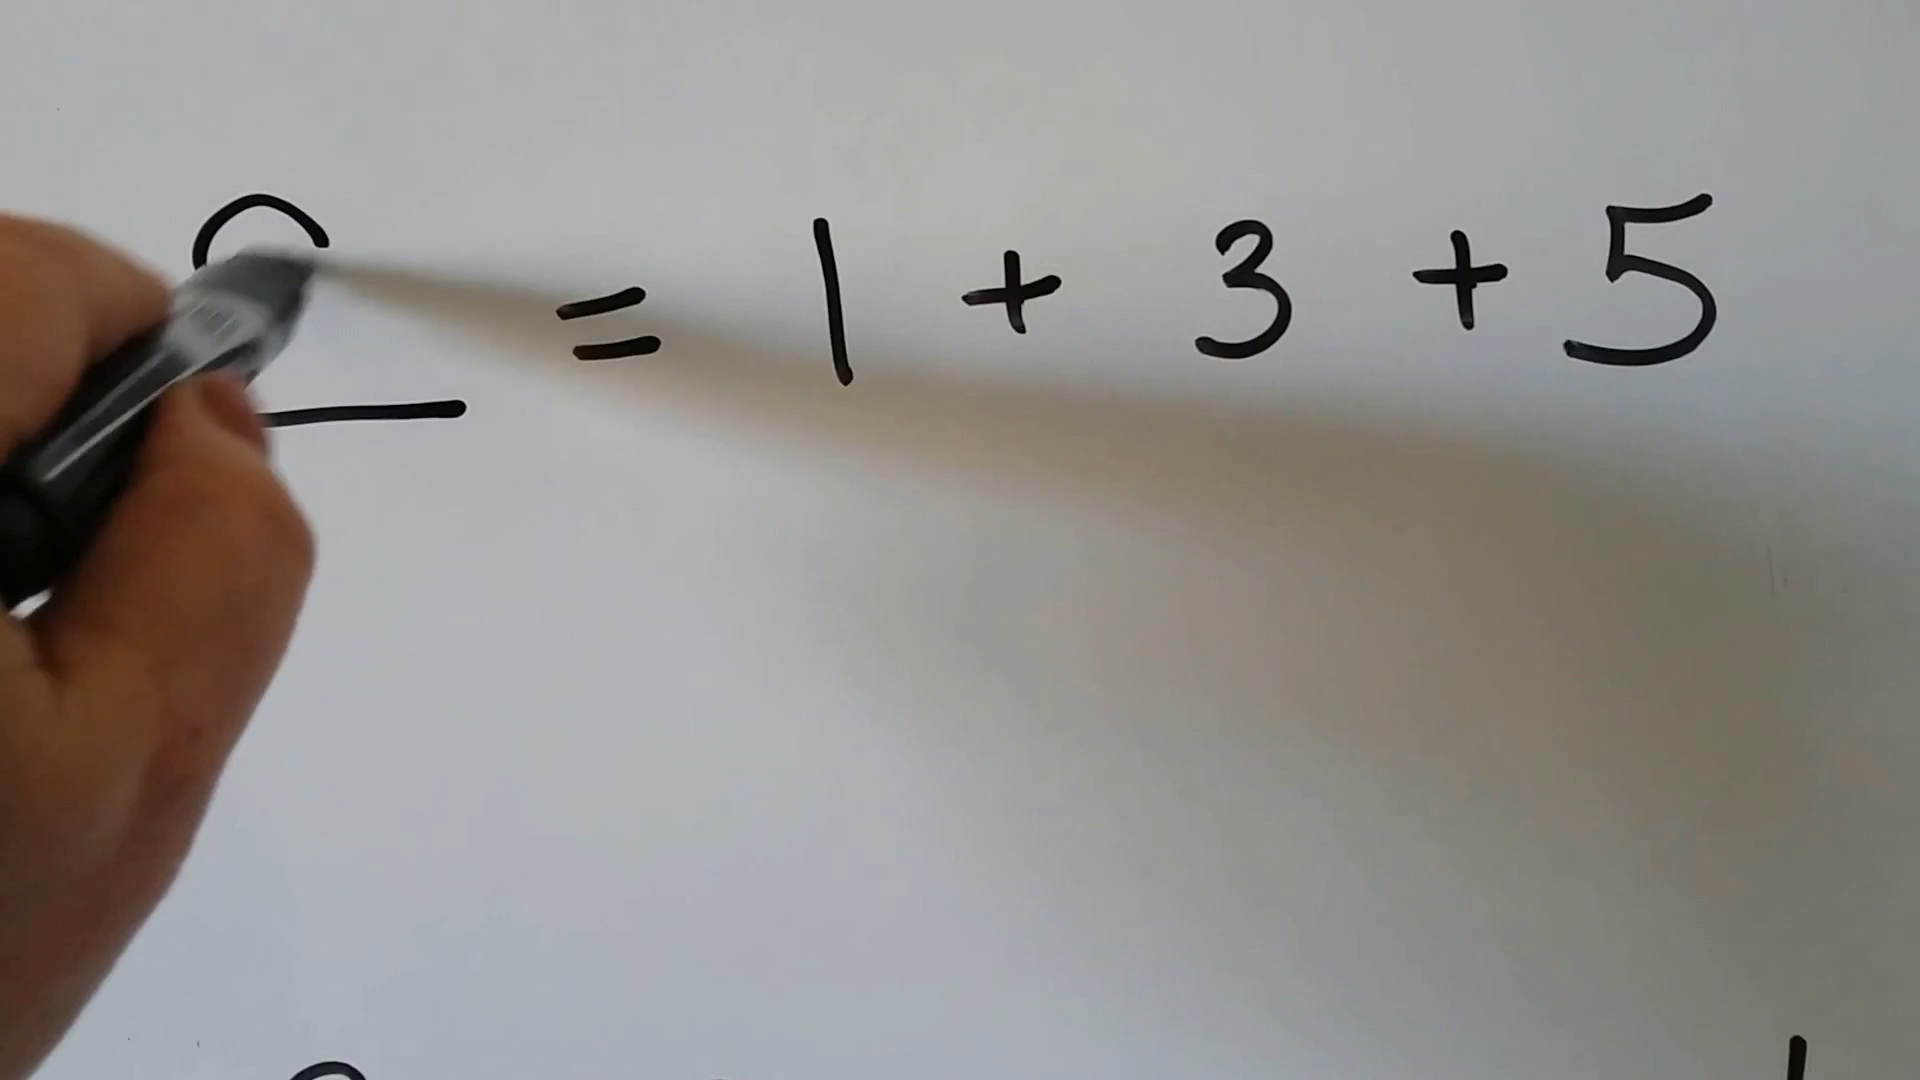 = 1 + 3 + 5